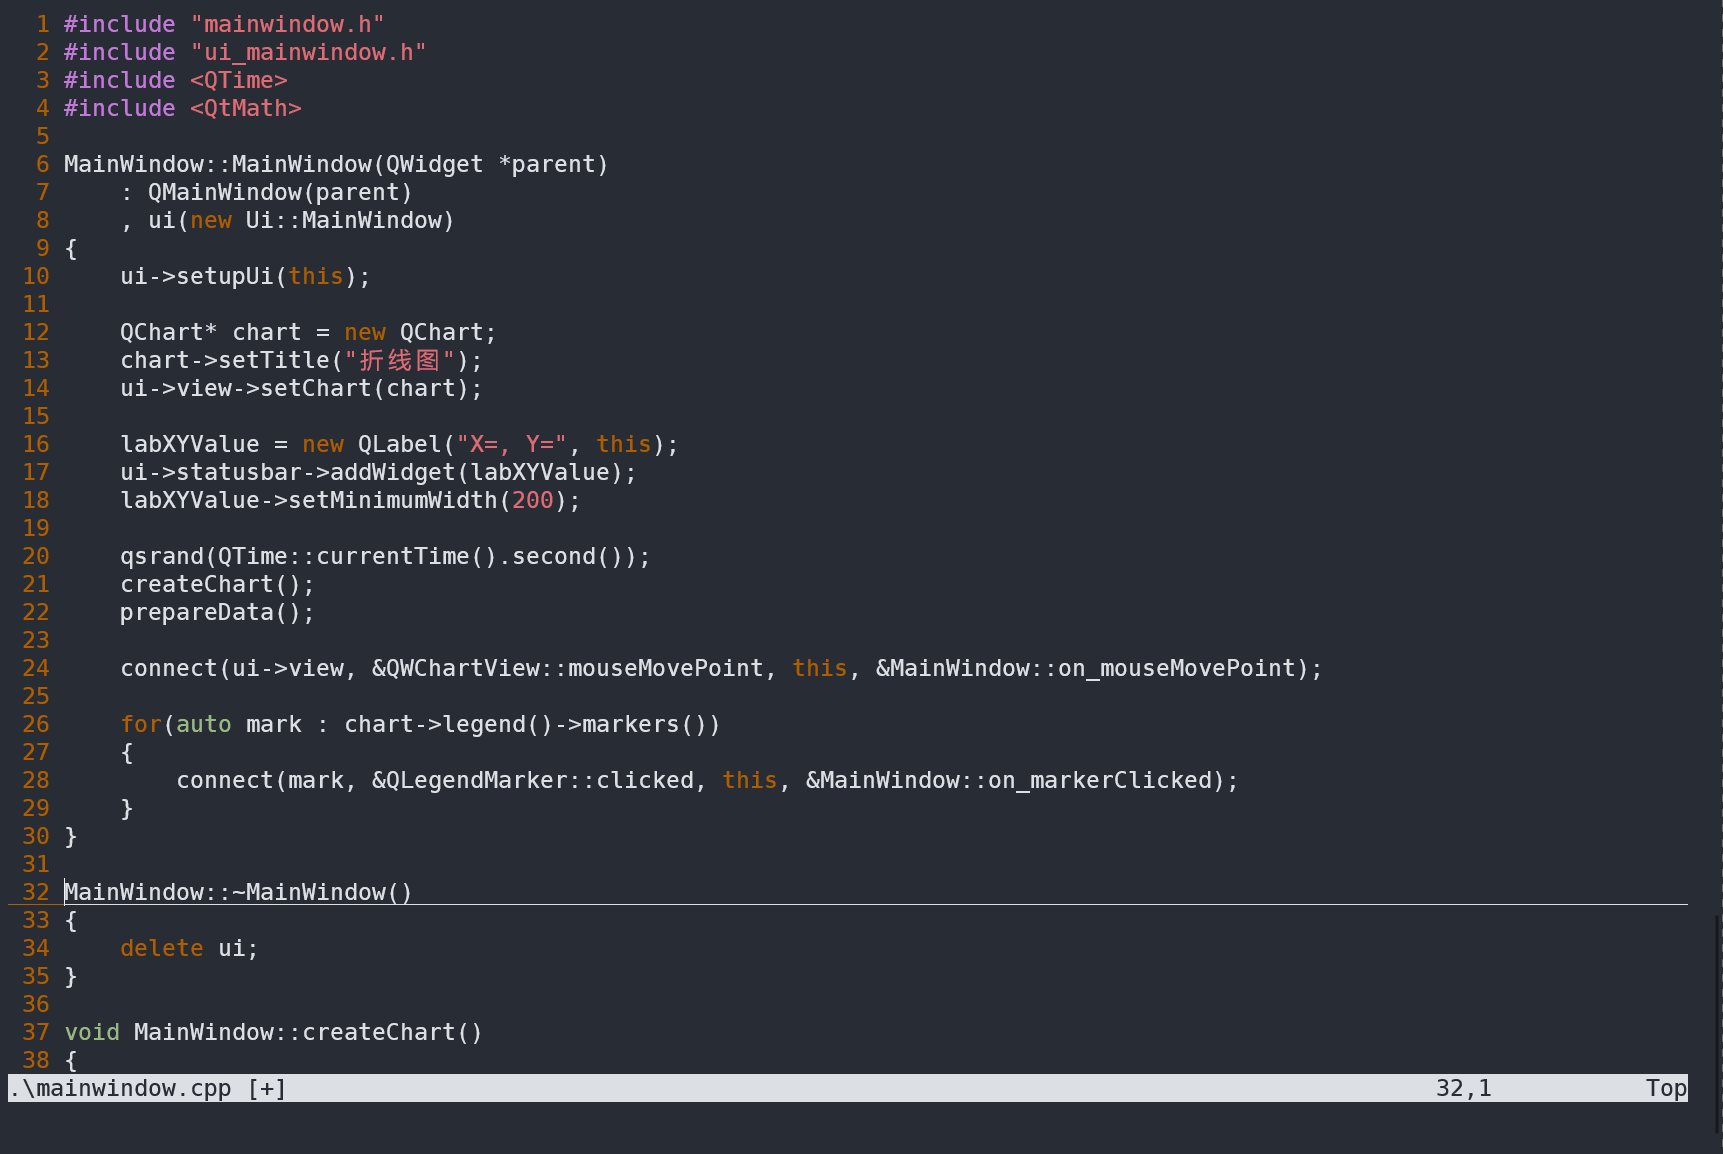 1 #include "mainwindow.h"
2 #include "ui_mainwindow.h"
3 #include <QTime>
4 #include <QtMath>
5
6 MainWindow::MainWindow(QWidget *parent)
7     : QMainWindow(parent)
8     , ui(new Ui::MainWindow)
9 {
10     ui->setupUi(this);
11
12     QChart* chart = new QChart;
13     chart->setTitle("折线图");
14     ui->view->setChart(chart);
15
16     labXYValue = new QLabel("X=, Y=", this);
17     ui->statusbar->addWidget(labXYValue);
18     labXYValue->setMinimumWidth(200);
19
20     qsrand(QTime::currentTime().second());
21     createChart();
22     prepareData();
23
24     connect(ui->view, &QWChartView::mouseMovePoint, this, &MainWindow::on_mouseMovePoint);
25
26     for(auto mark : chart->legend()->markers())
27     {
28         connect(mark, &QLegendMarker::clicked, this, &MainWindow::on_markerClicked);
29     }
30 }
31
32 MainWindow::~MainWindow()
33 {
34     delete ui;
35 }
36
37 void MainWindow::createChart()
38 {
.\mainwindow.cpp [+] 32,1 Top